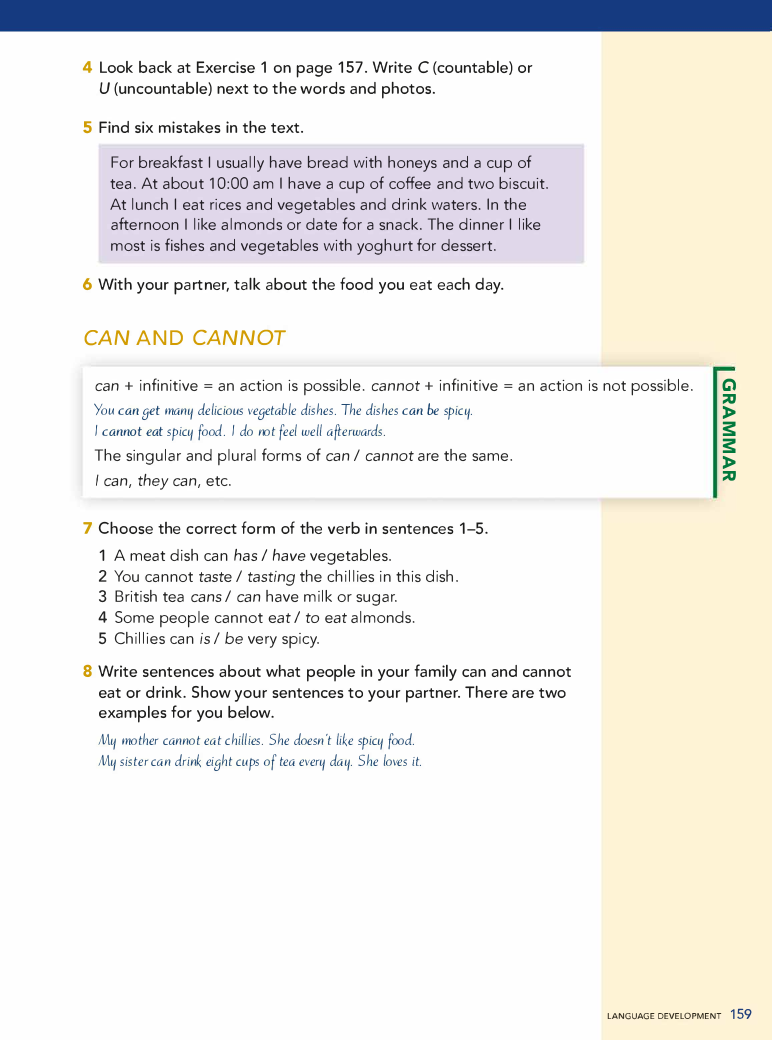 4 Look back at Exercise 1 on page 157. Write C (countable) or
U (uncountable) next to the words and photos.
5 Find six mistakes in the text.
For breakfast I usually have bread with honeys and a cup of
tea. At about 10:00 am I have a cup of coffee and two biscuit.
At lunch I eat rices and vegetables and drink waters. In the
afternoon I like almonds or date for a snack. The dinner I like
most is fishes and vegetables with yoghurt for dessert.
6 With your partner, talk about the food you eat each day.
CAN AND CANNOT
can + infinitive = an action is possible. cannot + infinitive = an action is not possible.
You can get many delicious vegetable dishes. The dishes can be spicy.
I cannot eat spicy food. I do not feel well afterwards.
The singular and plural forms of can / cannot are the same.
I can, they can, etc.
GRAMMAR
7 Choose the correct form of the verb in sentences 1–5.
1 A meat dish can has / have vegetables.
2 You cannot taste / tasting the chillies in this dish.
3 British tea cans / can have milk or sugar.
4 Some people cannot eat / to eat almonds.
5 Chillies can is / be very spicy.
8 Write sentences about what people in your family can and cannot
eat or drink. Show your sentences to your partner. There are two
examples for you below.
My mother cannot eat chillies. She doesn't like spicy food.
My sister can drink eight cups of tea every day. She loves it.
LANGUAGE DEVELOPMENT 159